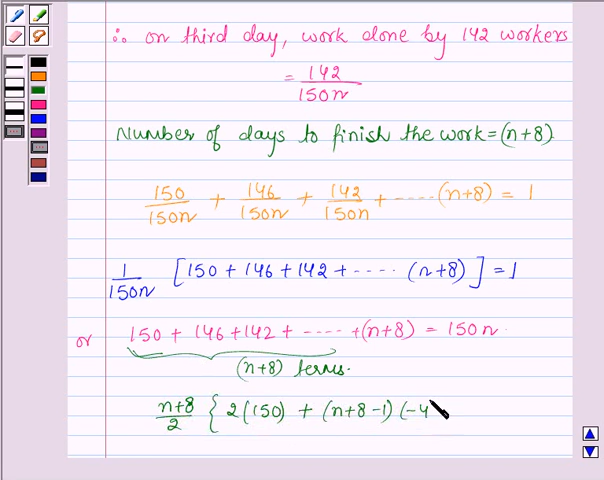 ∴ on third day, work done by 142 workers
= 142/150n
Number of days to finish the work = (n+8)
150/150n + 146/150n + 142/150n + ----- (n+8) = 1
1/150n [150 + 146 + 142 + ----- (n+8)] = 1
or 150 + 146 + 142 + ----- + (n+8) = 150n.
(n+8) terms.
n+8/2 { 2(150) + (n+8-1) (-4